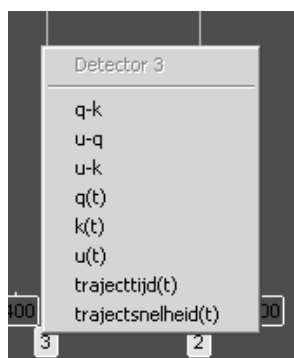 Detector 3
q-k
u-q
u-k
q(t)
k(t)
u(t)
trajecttijd(t)
trajectsnelheid(t)
3
2